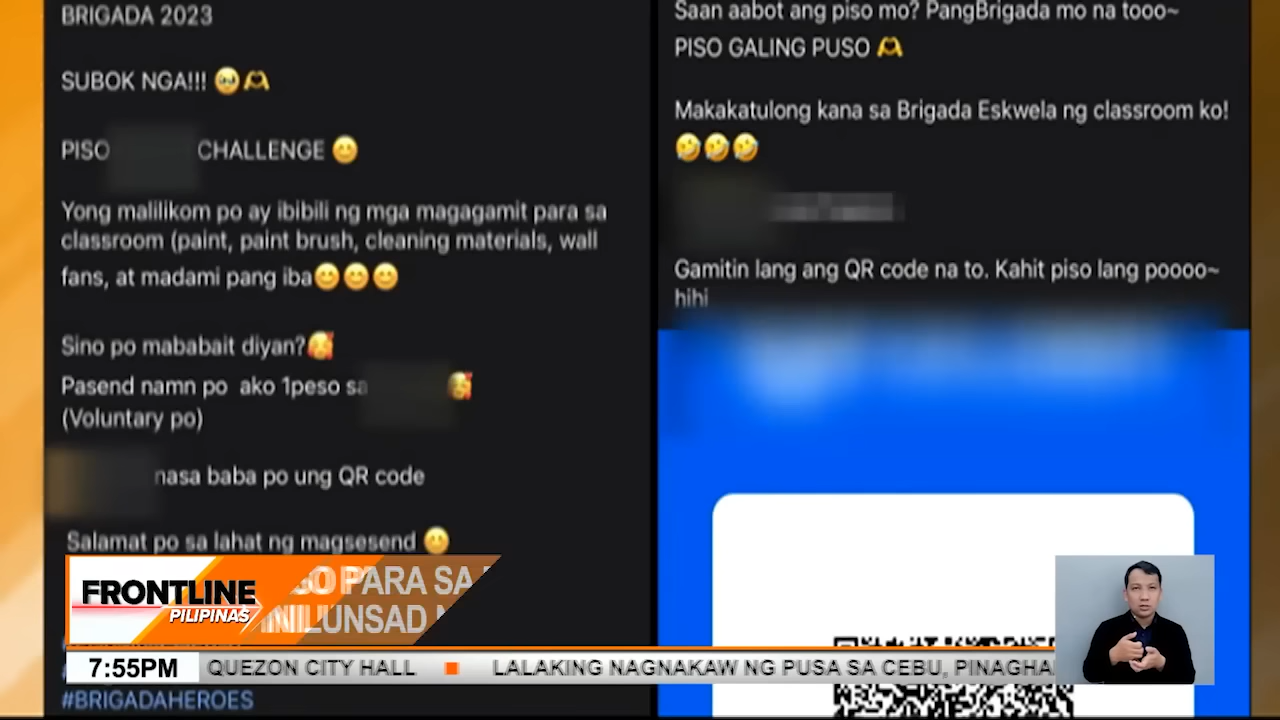 BRIGADA 2023
SUBOK NGA!!! 🥹🫶
PISO CHALLENGE 😊
Yong malilikom po ay ibibili ng mga magagamit para sa
classroom (paint, paint brush, cleaning materials, wall
fans, at madami pang iba😊😊😊
Sino po mababait diyan?🥰
Pasend namn po ako 1peso sa 🥰
(Voluntary po)
nasa baba po ung QR code
Salamat po sa lahat ng magsesend 😊
#BRIGADAHEROES
Saan aabot ang piso mo? PangBrigada mo na tooo~
PISO GALING PUSO 🫶
Makakatulong kana sa Brigada Eskwela ng classroom ko!
🤣🤣🤣
Gamitin lang ang QR code na to. Kahit piso lang poooo~
hihi
FRONTLINE
PILIPINAS
PARA SA
7:55PM
QUEZON CITY HALL ■ LALAKING NAGNAKAW NG PUSA SA CEBU,